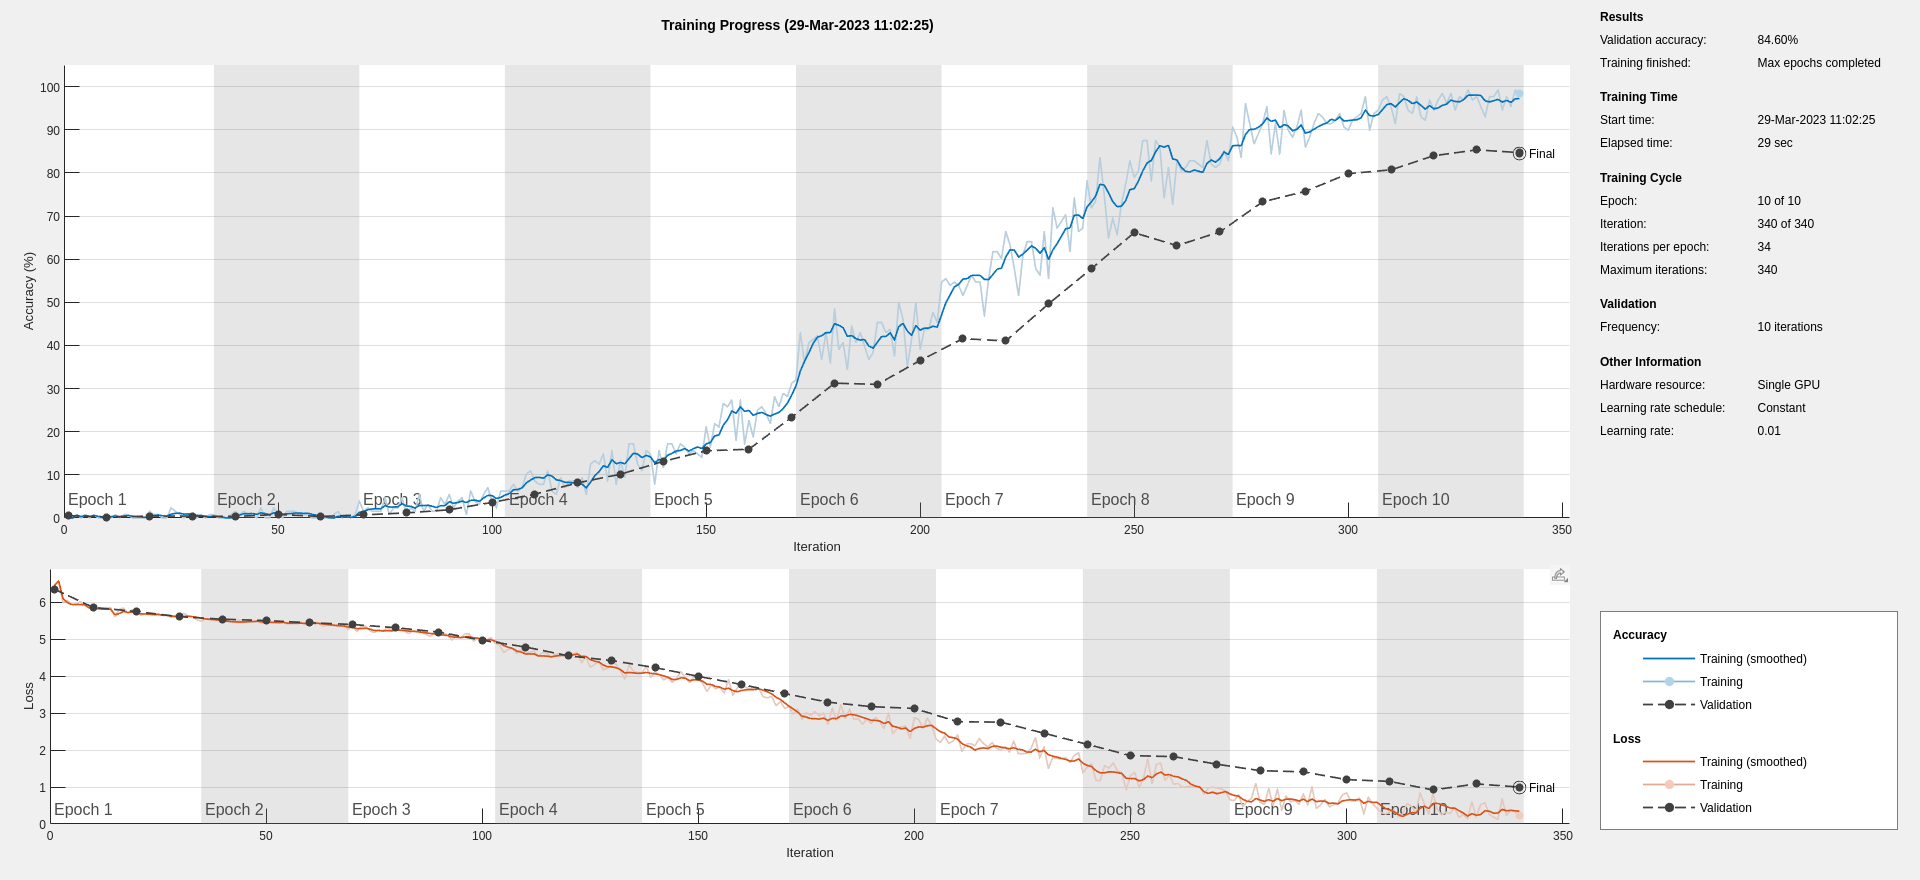 Training Progress (29-Mar-2023 11:02:25)
Accuracy (%)
100
90
80
70
60
50
40
30
20
10
0
Final
Epoch 1
Epoch 2
Epoch 3
Epoch 4
Epoch 5
Epoch 6
Epoch 7
Epoch 8
Epoch 9
Epoch 10
0 50 100 150 200 250 300 350
Iteration
Loss
6
5
4
3
2
1
0
Final
Epoch 1
Epoch 2
Epoch 3
Epoch 4
Epoch 5
Epoch 6
Epoch 7
Epoch 8
Epoch 9
Epoch 10
0 50 100 150 200 250 300 350
Iteration
Results
Validation accuracy: 84.60%
Training finished: Max epochs completed
Training Time
Start time: 29-Mar-2023 11:02:25
Elapsed time: 29 sec
Training Cycle
Epoch: 10 of 10
Iteration: 340 of 340
Iterations per epoch: 34
Maximum iterations: 340
Validation
Frequency: 10 iterations
Other Information
Hardware resource: Single GPU
Learning rate schedule: Constant
Learning rate: 0.01
Accuracy
Training (smoothed)
Training
Validation
Loss
Training (smoothed)
Training
Validation